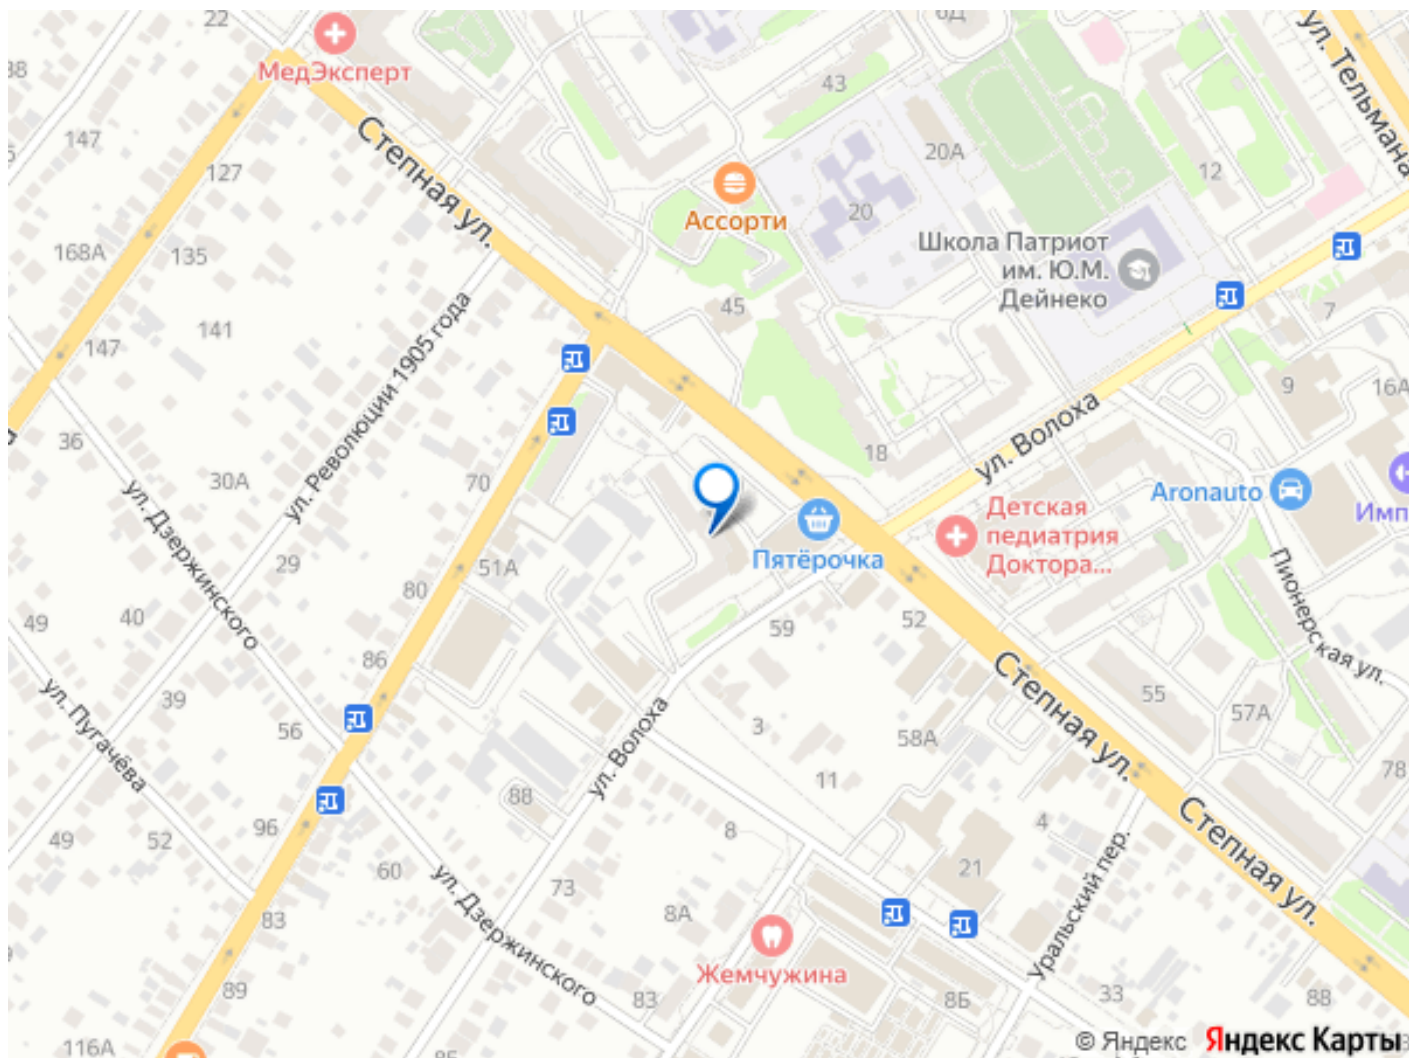 22
6Д
МедЭксперт
ул. Тельмана
43
147
Степная ул.
20А
127
12
Ассорти
20
168А
135
Школа Патриот
им. Ю.М.
Дейнеко
45
7
141
147
ул. Революции 1905 года
9
16А
36
ул. Волоха
18
30А
70
ул. Дзержинского
Aronauto
Имп
Детская
педиатрия
Доктора...
Пятёрочка
29
51А
80
Пионерская ул.
49
40
59
52
86
Степная ул.
39
55
57А
ул. Пугачёва
56
3
58А
ул. Волоха
11
78
88
Степная ул.
49
52
96
8
4
Уральский пер.
60
21
ул. Дзержинского
73
8А
83
Жемчужина
89
83
8Б
33
88
116А
© Яндекс Яндекс Карты